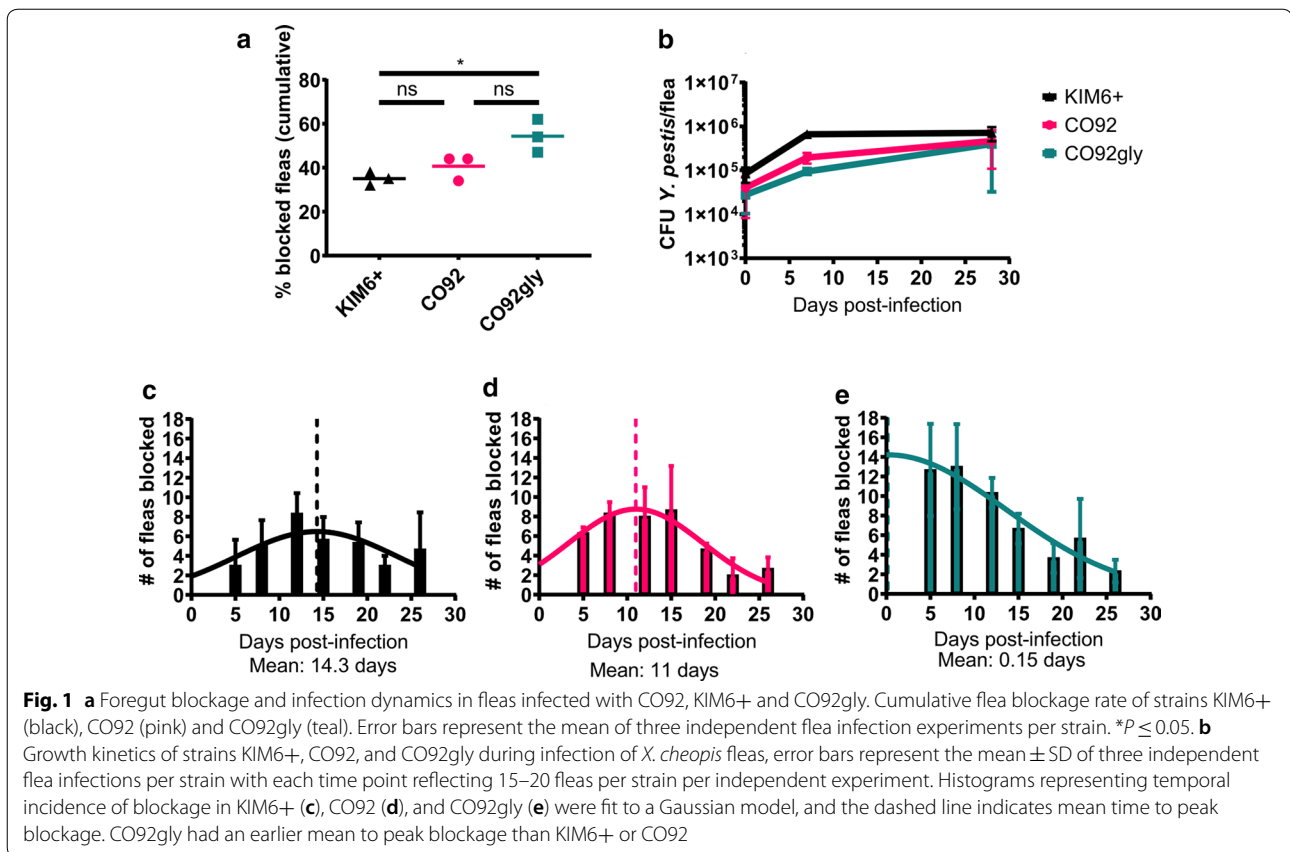 a
% blocked fleas (cumulative)
80
60
40
20
0
*
ns
ns
KIM6+
CO92
CO92gly
b
CFU Y. pestis/flea
1×10⁷
1×10⁶
1×10⁵
1×10⁴
1×10³
0 5 10 15 20 25 30
Days post-infection
KIM6+
CO92
CO92gly
c
# of fleas blocked
18
16
14
12
10
8
6
4
2
0
0 5 10 15 20 25 30
Days post-infection
Mean: 14.3 days
d
# of fleas blocked
18
16
14
12
10
8
6
4
2
0
0 5 10 15 20 25 30
Days post-infection
Mean: 11 days
e
# of fleas blocked
18
16
14
12
10
8
6
4
2
0
0 5 10 15 20 25 30
Days post-infection
Mean: 0.15 days
Fig. 1 a Foregut blockage and infection dynamics in fleas infected with CO92, KIM6+ and CO92gly. Cumulative flea blockage rate of strains KIM6+
(black), CO92 (pink) and CO92gly (teal). Error bars represent the mean of three independent flea infection experiments per strain. *P ≤ 0.05. b
Growth kinetics of strains KIM6+, CO92, and CO92gly during infection of X. cheopis fleas, error bars represent the mean ± SD of three independent
flea infections per strain with each time point reflecting 15–20 fleas per strain per independent experiment. Histograms representing temporal
incidence of blockage in KIM6+ (c), CO92 (d), and CO92gly (e) were fit to a Gaussian model, and the dashed line indicates mean time to peak
blockage. CO92gly had an earlier mean to peak blockage than KIM6+ or CO92